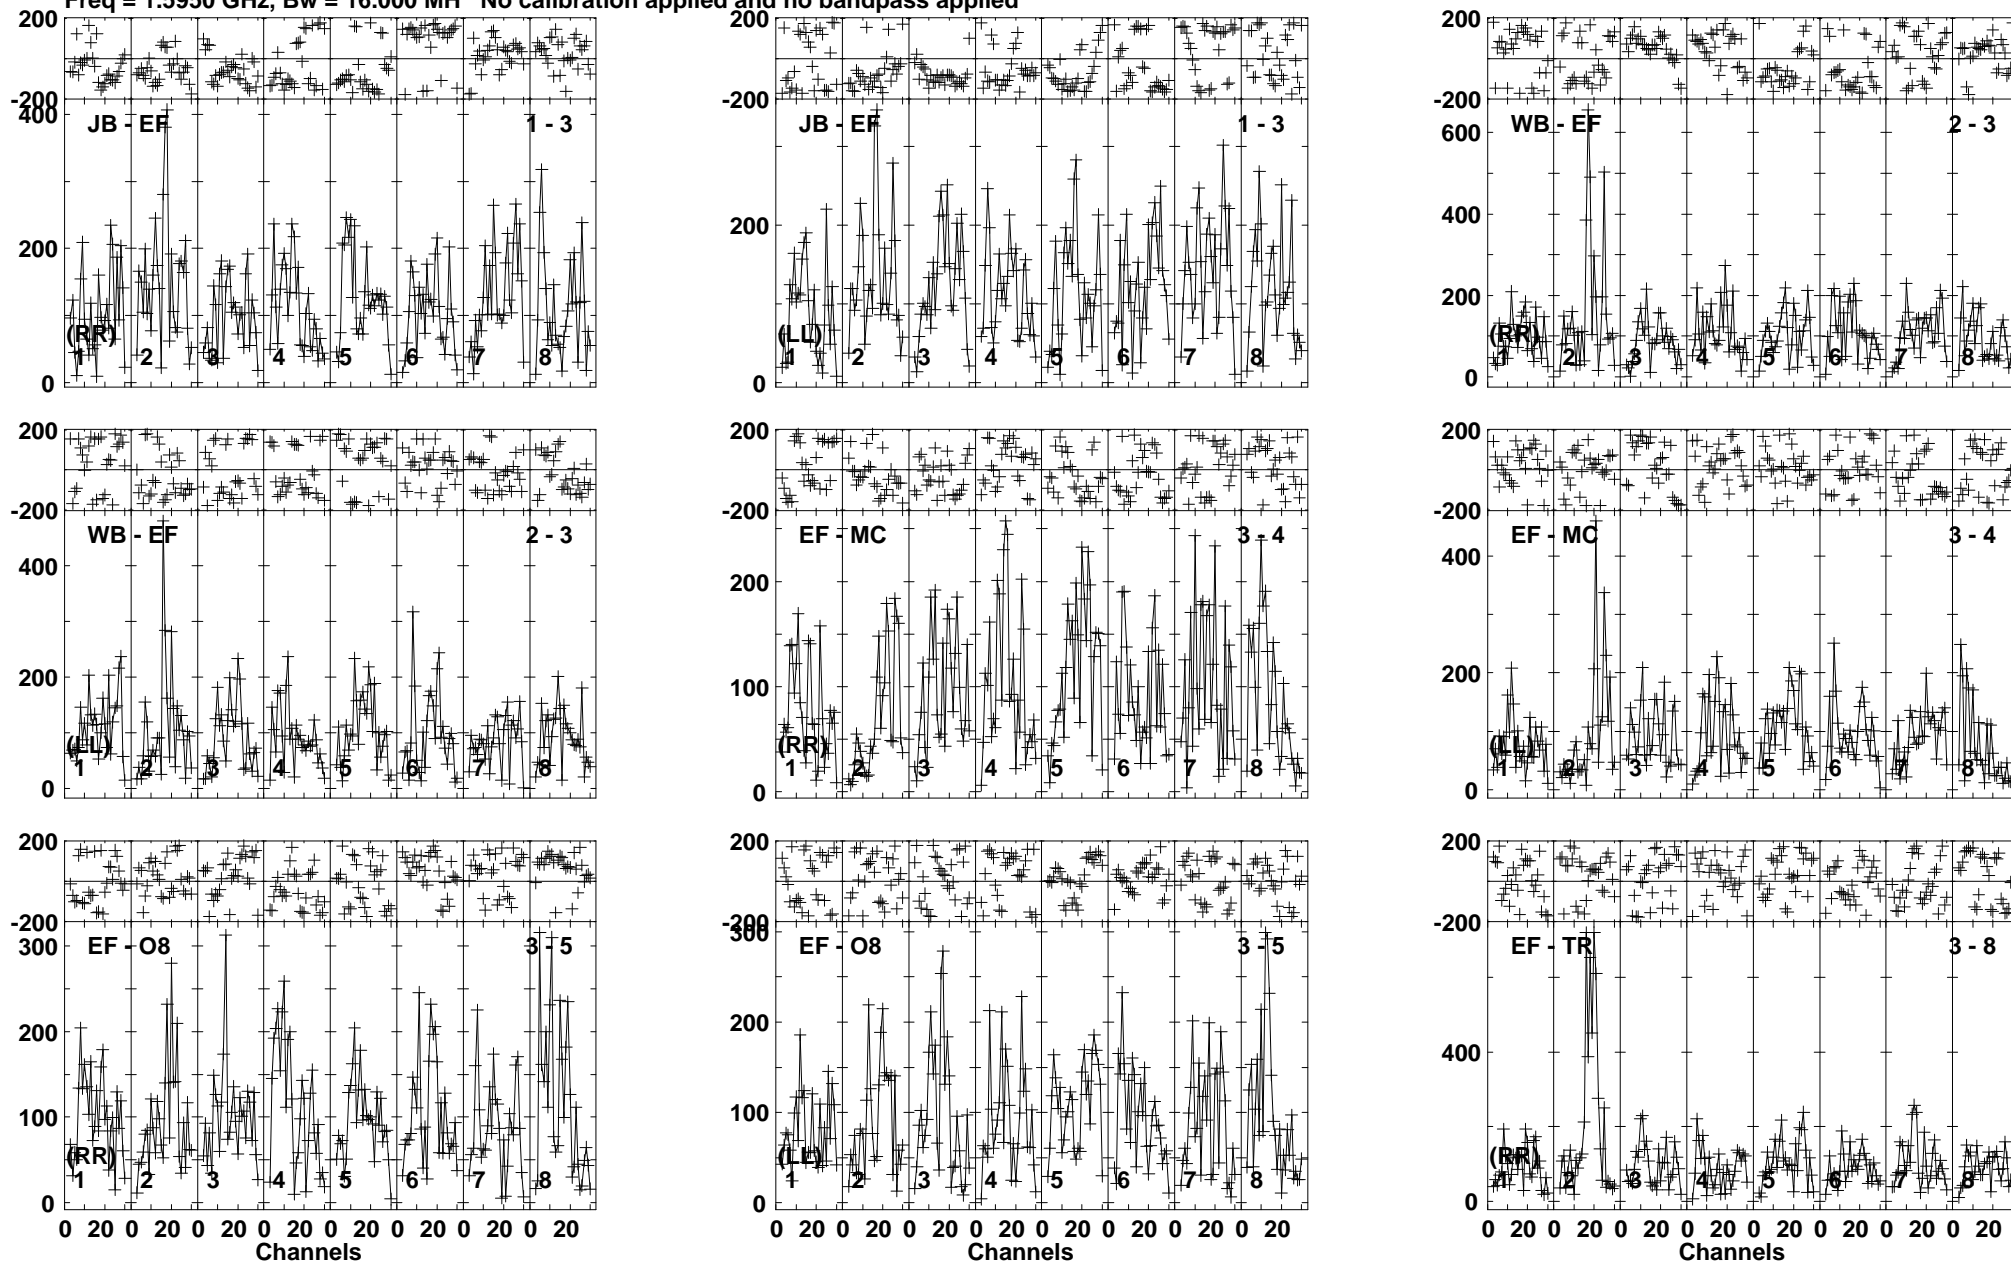 Freq = 1.5950 GHz, Bw = 16.000 MH No calibration applied and no bandpass applied
200 200 200
-200 -200 -200
JB - EF 1 - 3 JB - EF 1 - 3 WB - EF 2 - 3
400 600
200 200 400
200
(RR) (LL) (RR)
1 2 3 4 5 6 7 8 1 2 3 4 5 6 7 8 1 2 3 4 5 6 7 8
0 0 0
200 200 200
-200 -200 -200
WB - EF 2 - 3 EF - MC 3 - 4 EF - MC 3 - 4
400 200 400
200 100 200
(LL) (RR) (LL)
1 2 3 4 5 6 7 8 1 2 3 4 5 6 7 8 1 2 3 4 5 6 7 8
0 0 0
200 200 200
-200 -200 -200
300 300
EF - O8 3 - 5 EF - O8 3 - 5 EF - TR 3 - 8
200 200 400
100 100
(RR) (LL) (RR)
1 2 3 4 5 6 7 8 1 2 3 4 5 6 7 8 1 2 3 4 5 6 7 8
0 0 0
0 20 0 20 0 20 0 20 0 20 0 20 0 20 0 20 0 20 0 20 0 20 0 20 0 20 0 20 0 20 0 20 0 20 0 20 0 20 0 20 0 20 0 20 0 20 0 20
Channels Channels Channels